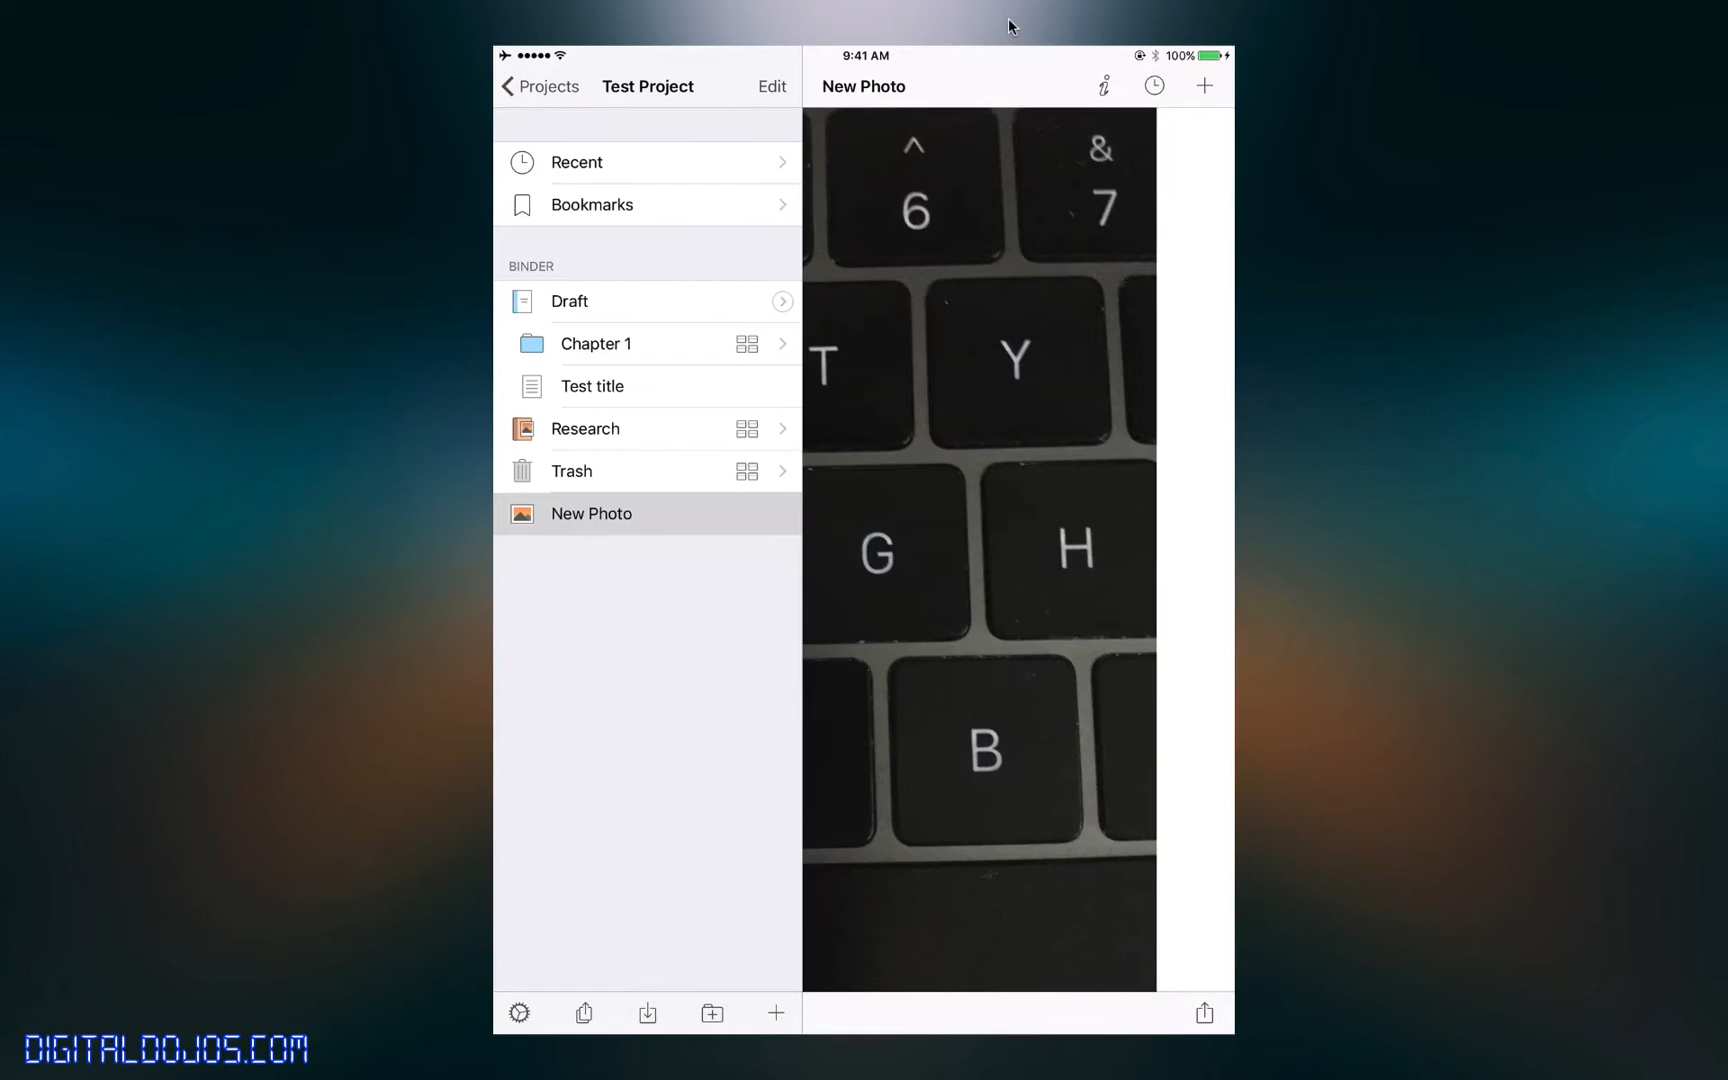 9:41 AM
100%
Projects
Test Project
Edit
New Photo
Recent
Bookmarks
BINDER
Draft
Chapter 1
Test title
Research
Trash
New Photo
^ &
6 7
T Y
G H
B
DIGITALDOJOS.COM